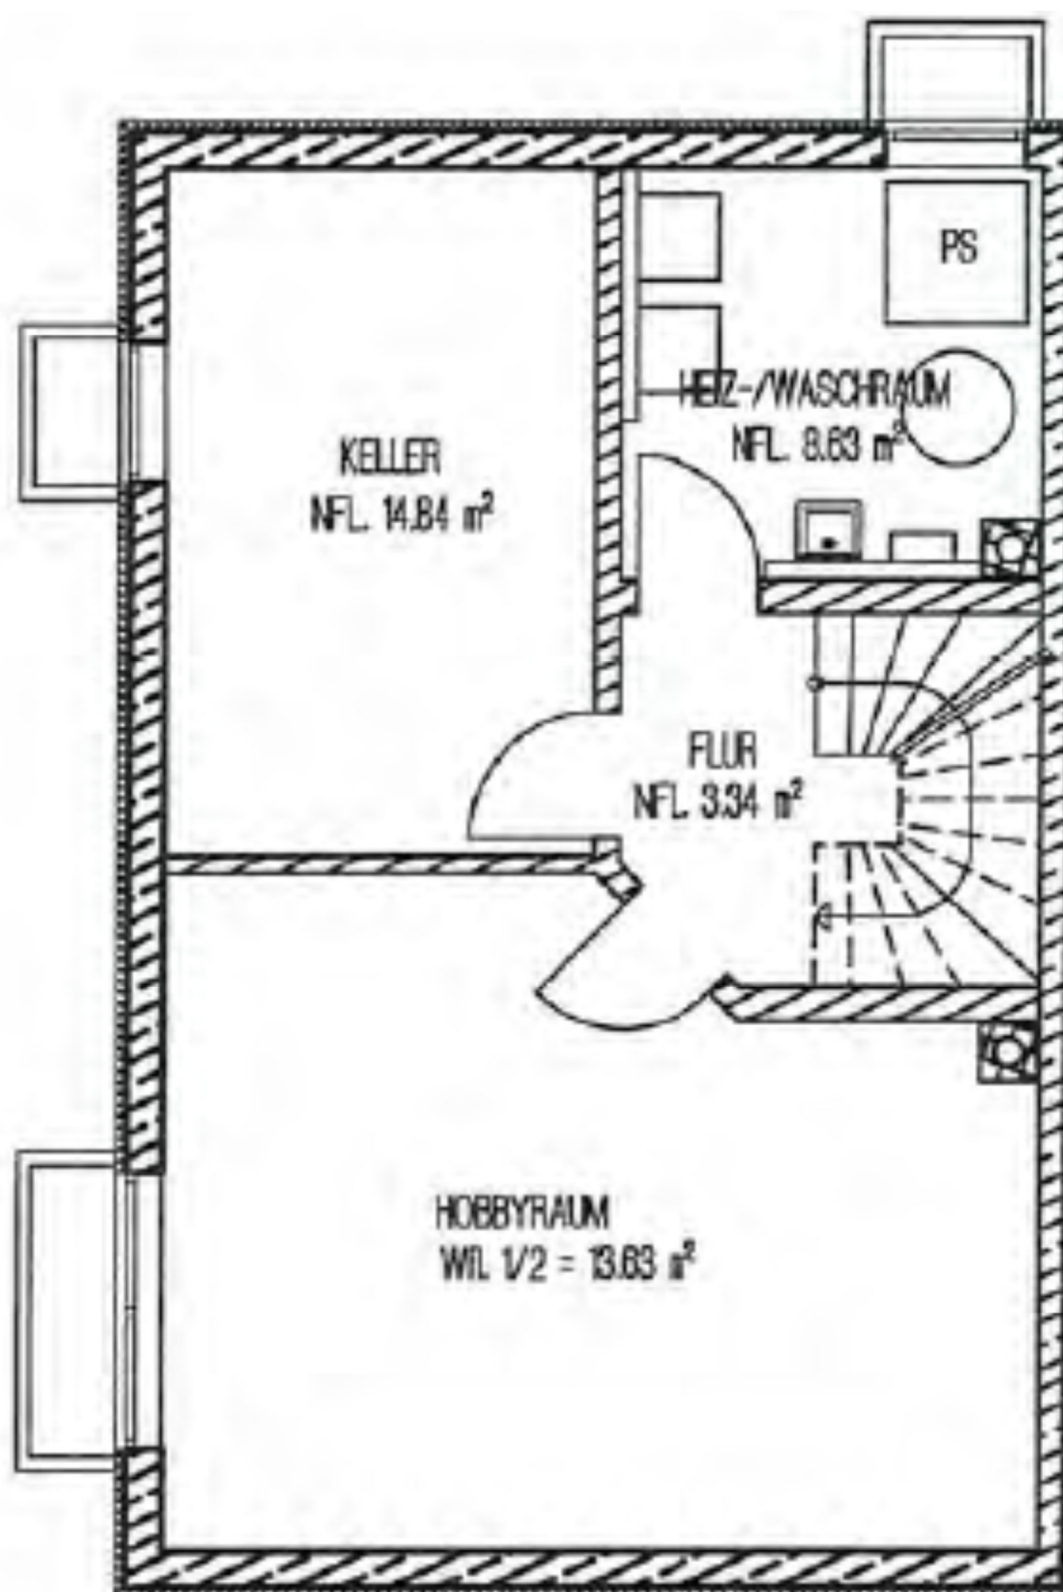 PS
HEIZ-/WASCHRAUM
NFL. 8.63 m²
KELLER
NFL. 14.84 m²
FLUR
NFL. 3.34 m²
HOBBYRAUM
WFL. 1/2 = 13.63 m²